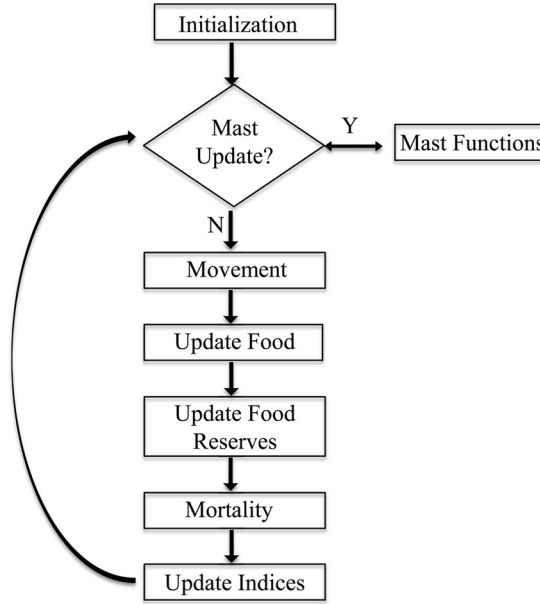 Initialization
Mast
Update?
Y
Mast Functions
N
Movement
Update Food
Update Food
Reserves
Mortality
Update Indices